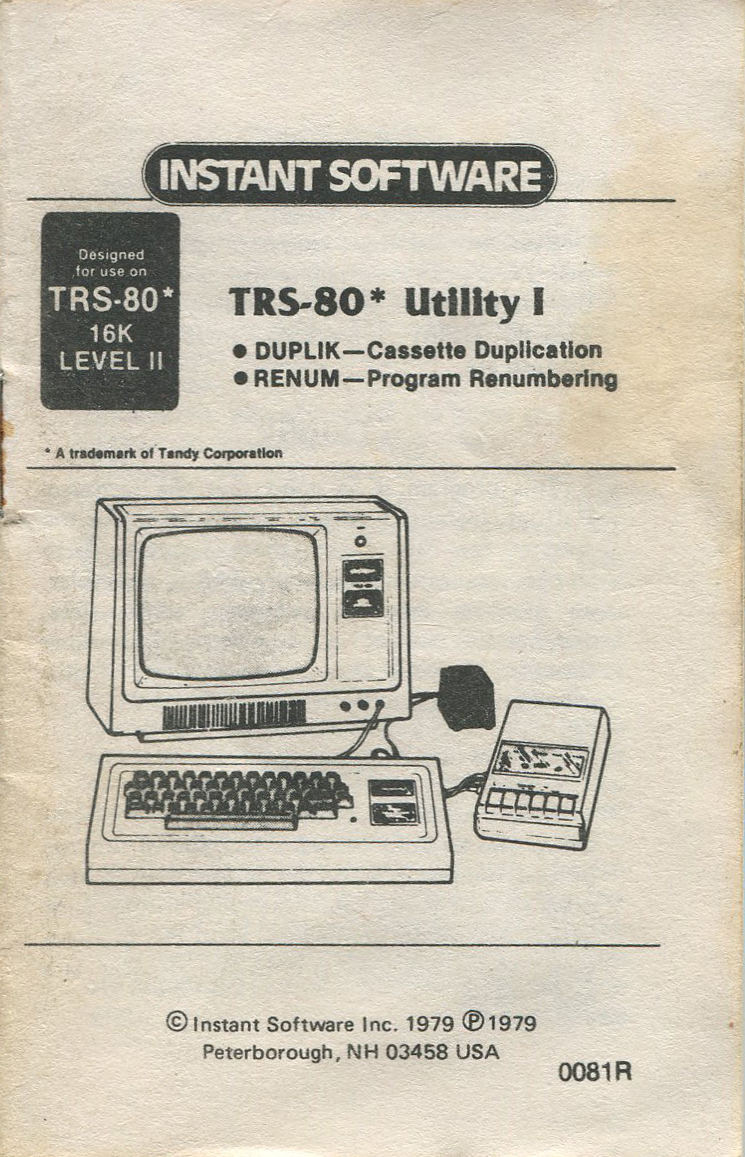 INSTANT SOFTWARE
Designed
for use on
TRS-80*
16K
LEVEL II
TRS-80* Utility I
● DUPLIK—Cassette Duplication
● RENUM—Program Renumbering
* A trademark of Tandy Corporation
© Instant Software Inc. 1979 ℗ 1979
Peterborough, NH 03458 USA
0081R